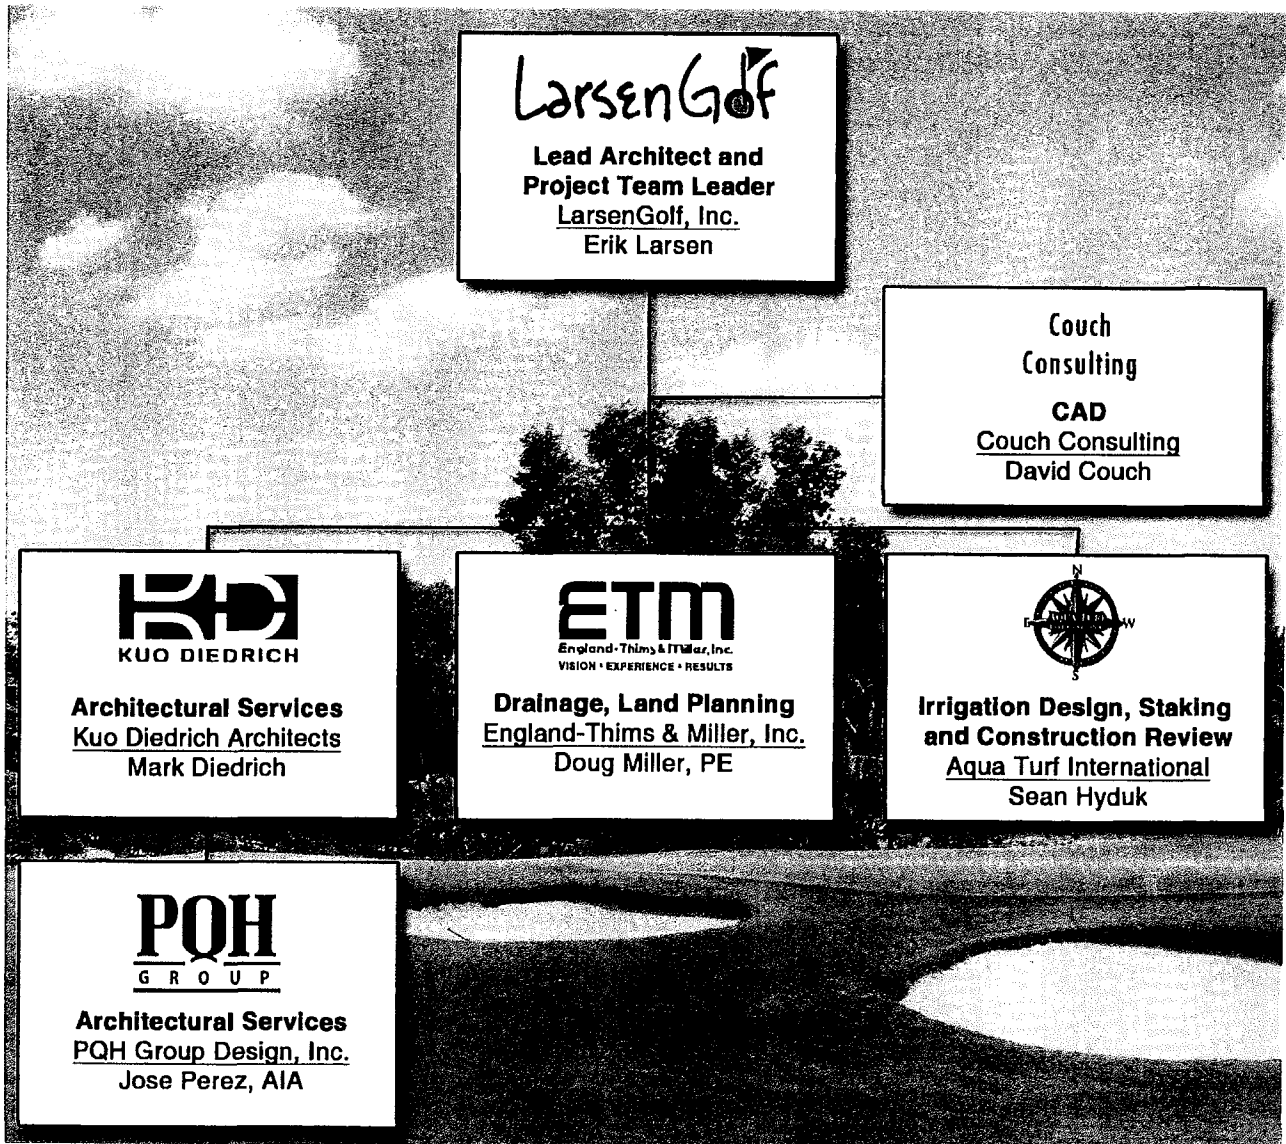 LarsenGolf
Lead Architect and
Project Team Leader
LarsenGolf, Inc.
Erik Larsen
Couch
Consulting
CAD
Couch Consulting
David Couch
KD
KUO DIEDRICH
Architectural Services
Kuo Diedrich Architects
Mark Diedrich
ETM
England-Thims & Miller, Inc.
VISION • EXPERIENCE • RESULTS
Drainage, Land Planning
England-Thims & Miller, Inc.
Doug Miller, PE
N
E W
S
Irrigation Design, Staking
and Construction Review
Aqua Turf International
Sean Hyduk
PQH
GROUP
Architectural Services
PQH Group Design, Inc.
Jose Perez, AIA